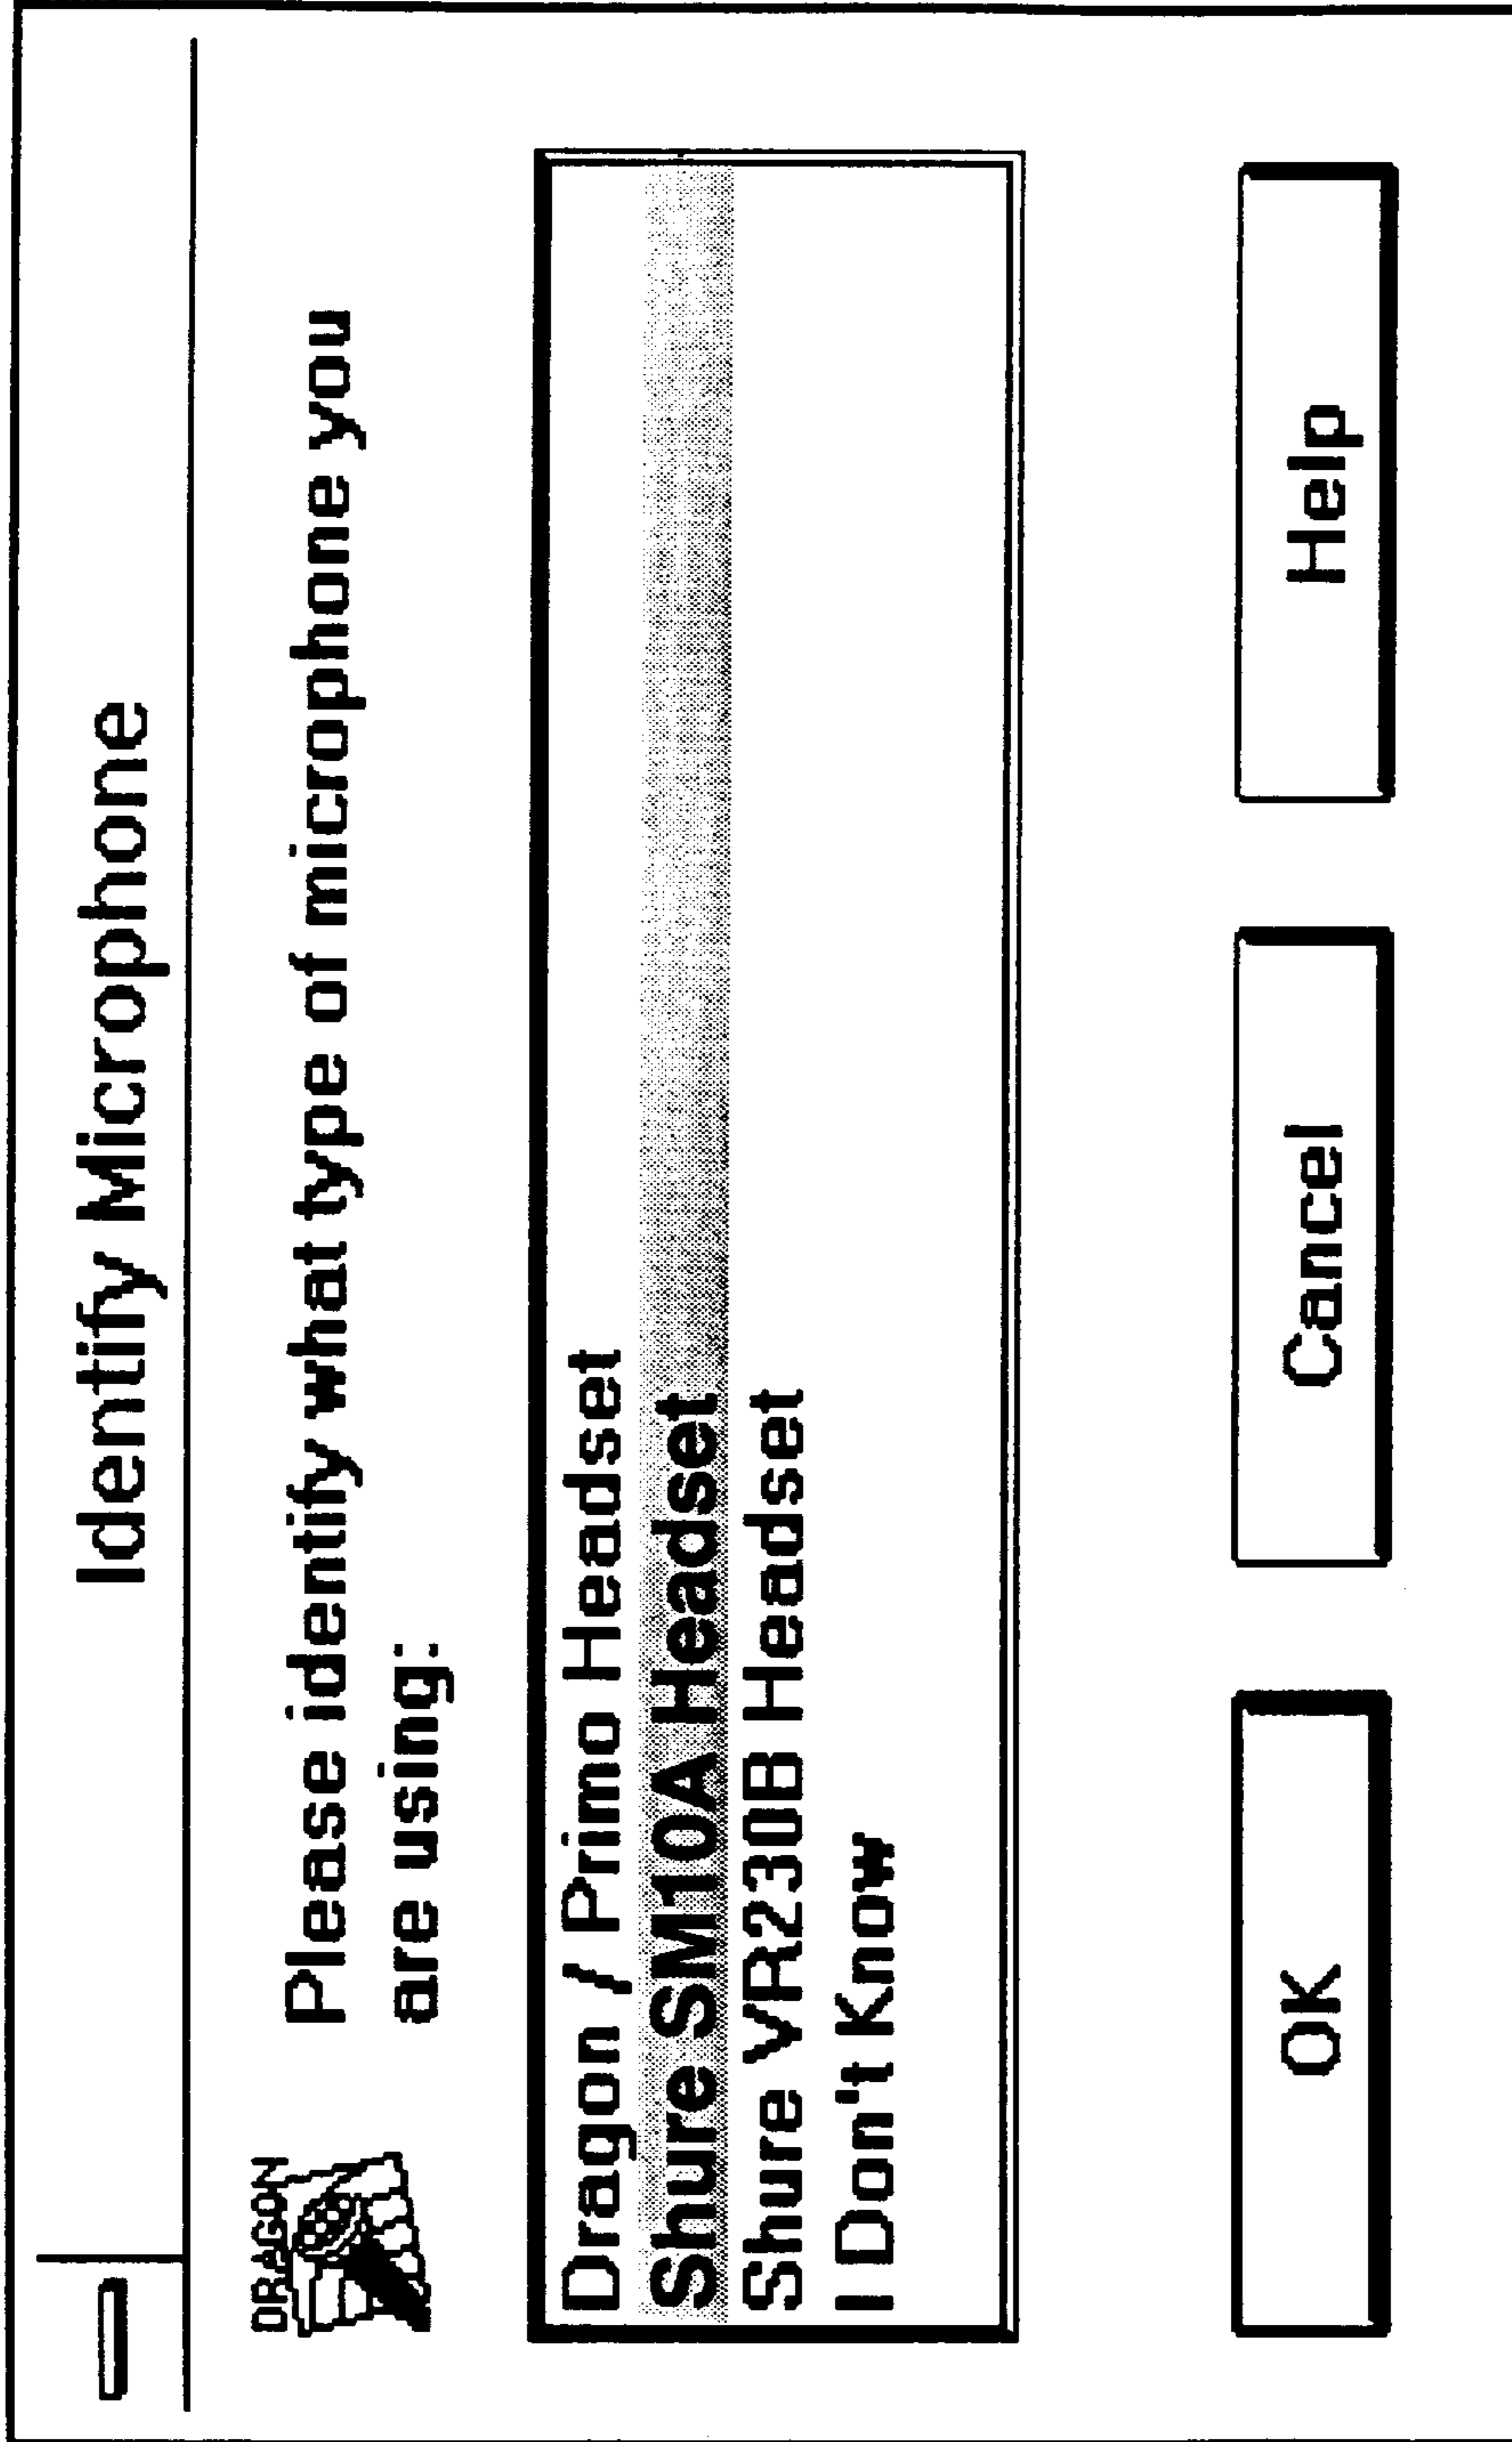 Identify Microphone
DRAGON
Please identify what type of microphone you
are using:
Dragon / Primo Headset
Shure SM10A Headset
Shure VR230B Headset
I Don't Know
OK
Cancel
Help